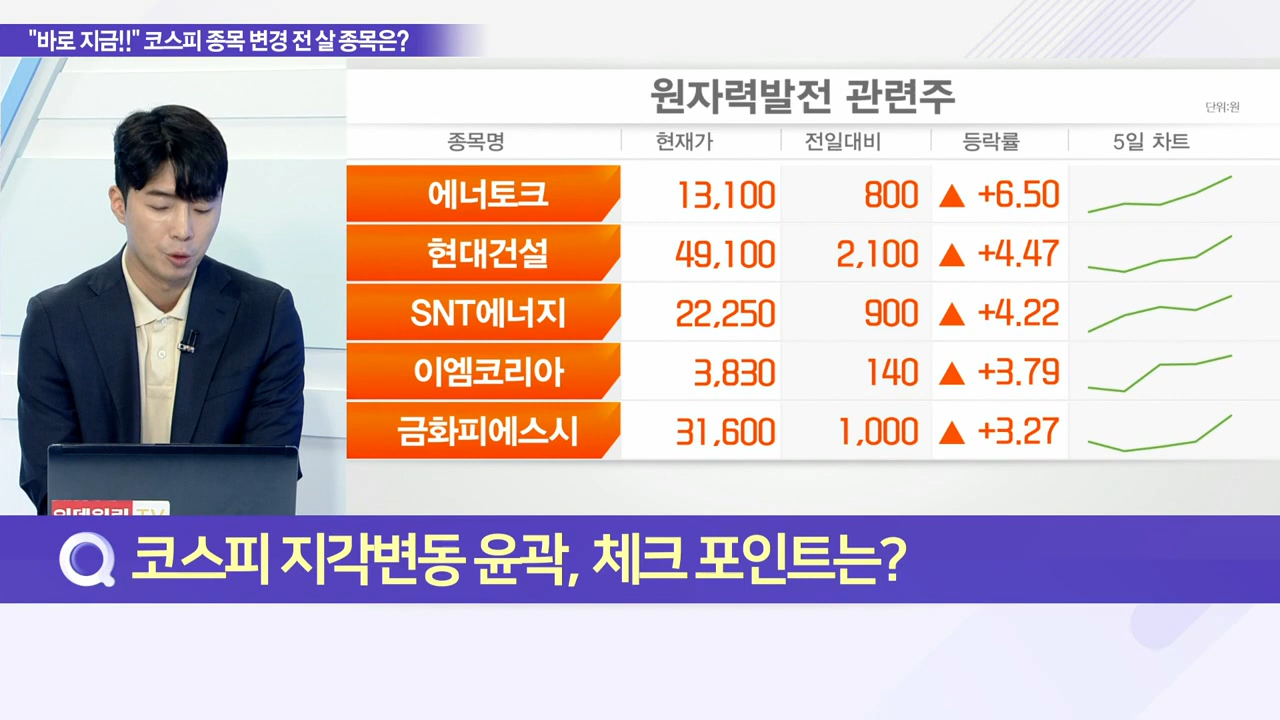 "바로 지금!!" 코스피 종목 변경 전 살 종목은?
원자력발전 관련주
단위:원
종목명 현재가 전일대비 등락률 5일 차트
에너토크 13,100 800 ▲ +6.50
현대건설 49,100 2,100 ▲ +4.47
SNT에너지 22,250 900 ▲ +4.22
이엠코리아 3,830 140 ▲ +3.79
금화피에스시 31,600 1,000 ▲ +3.27
TV
코스피 지각변동 윤곽, 체크 포인트는?